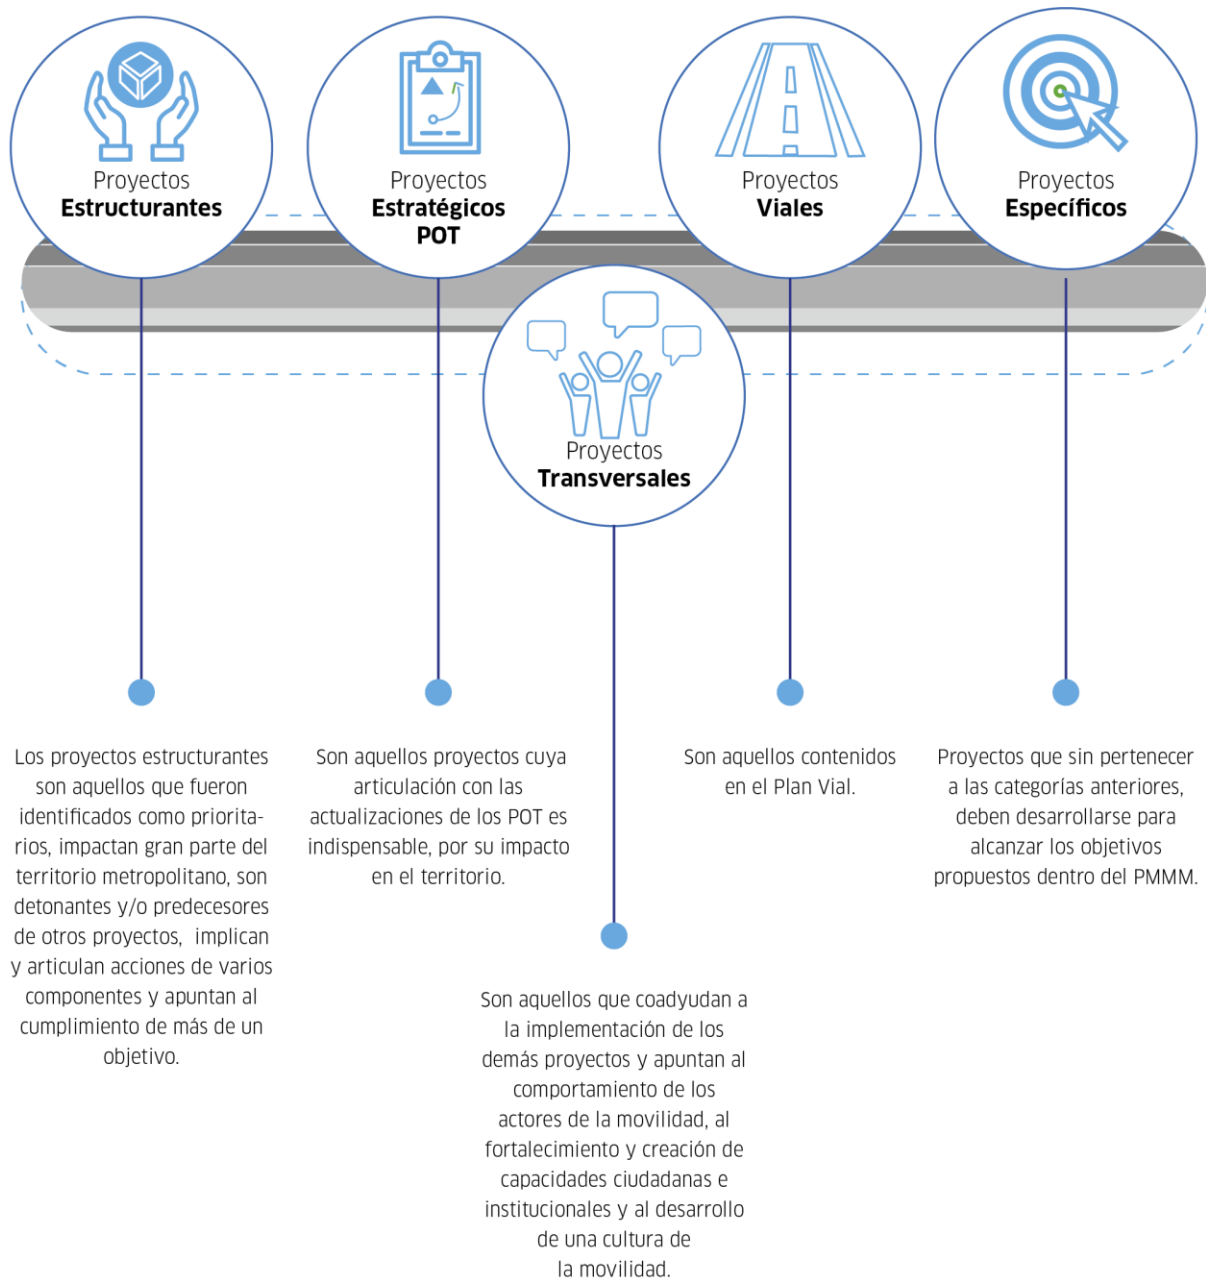 Proyectos
Estructurantes
Proyectos
Estratégicos
POT
Proyectos
Viales
Proyectos
Específicos
Proyectos
Transversales
Los proyectos estructurantes
son aquellos que fueron
identificados como priorita-
rios, impactan gran parte del
territorio metropolitano, son
detonantes y/o predecesores
de otros proyectos, implican
y articulan acciones de varios
componentes y apuntan al
cumplimiento de más de un
objetivo.
Son aquellos proyectos cuya
articulación con las
actualizaciones de los POT es
indispensable, por su impacto
en el territorio.
Son aquellos contenidos
en el Plan Vial.
Proyectos que sin pertenecer
a las categorías anteriores,
deben desarrollarse para
alcanzar los objetivos
propuestos dentro del PMMM.
Son aquellos que coadyudan a
la implementación de los
demás proyectos y apuntan al
comportamiento de los
actores de la movilidad, al
fortalecimiento y creación de
capacidades ciudadanas e
institucionales y al desarrollo
de una cultura de
la movilidad.